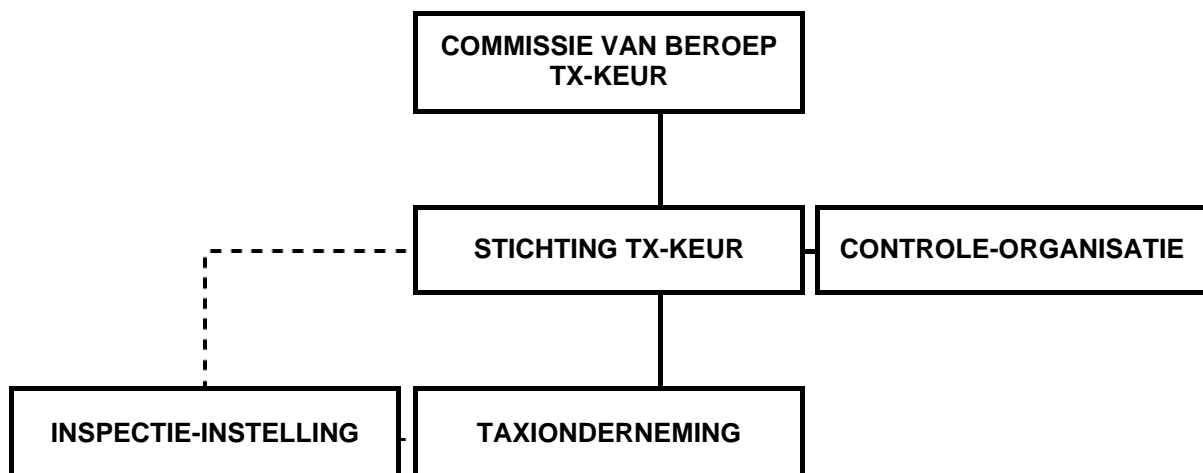 COMMISSIE VAN BEROEP
TX-KEUR
STICHTING TX-KEUR
CONTROLE-ORGANISATIE
INSPECTIE-INSTELLING
TAXIONDERNEMING